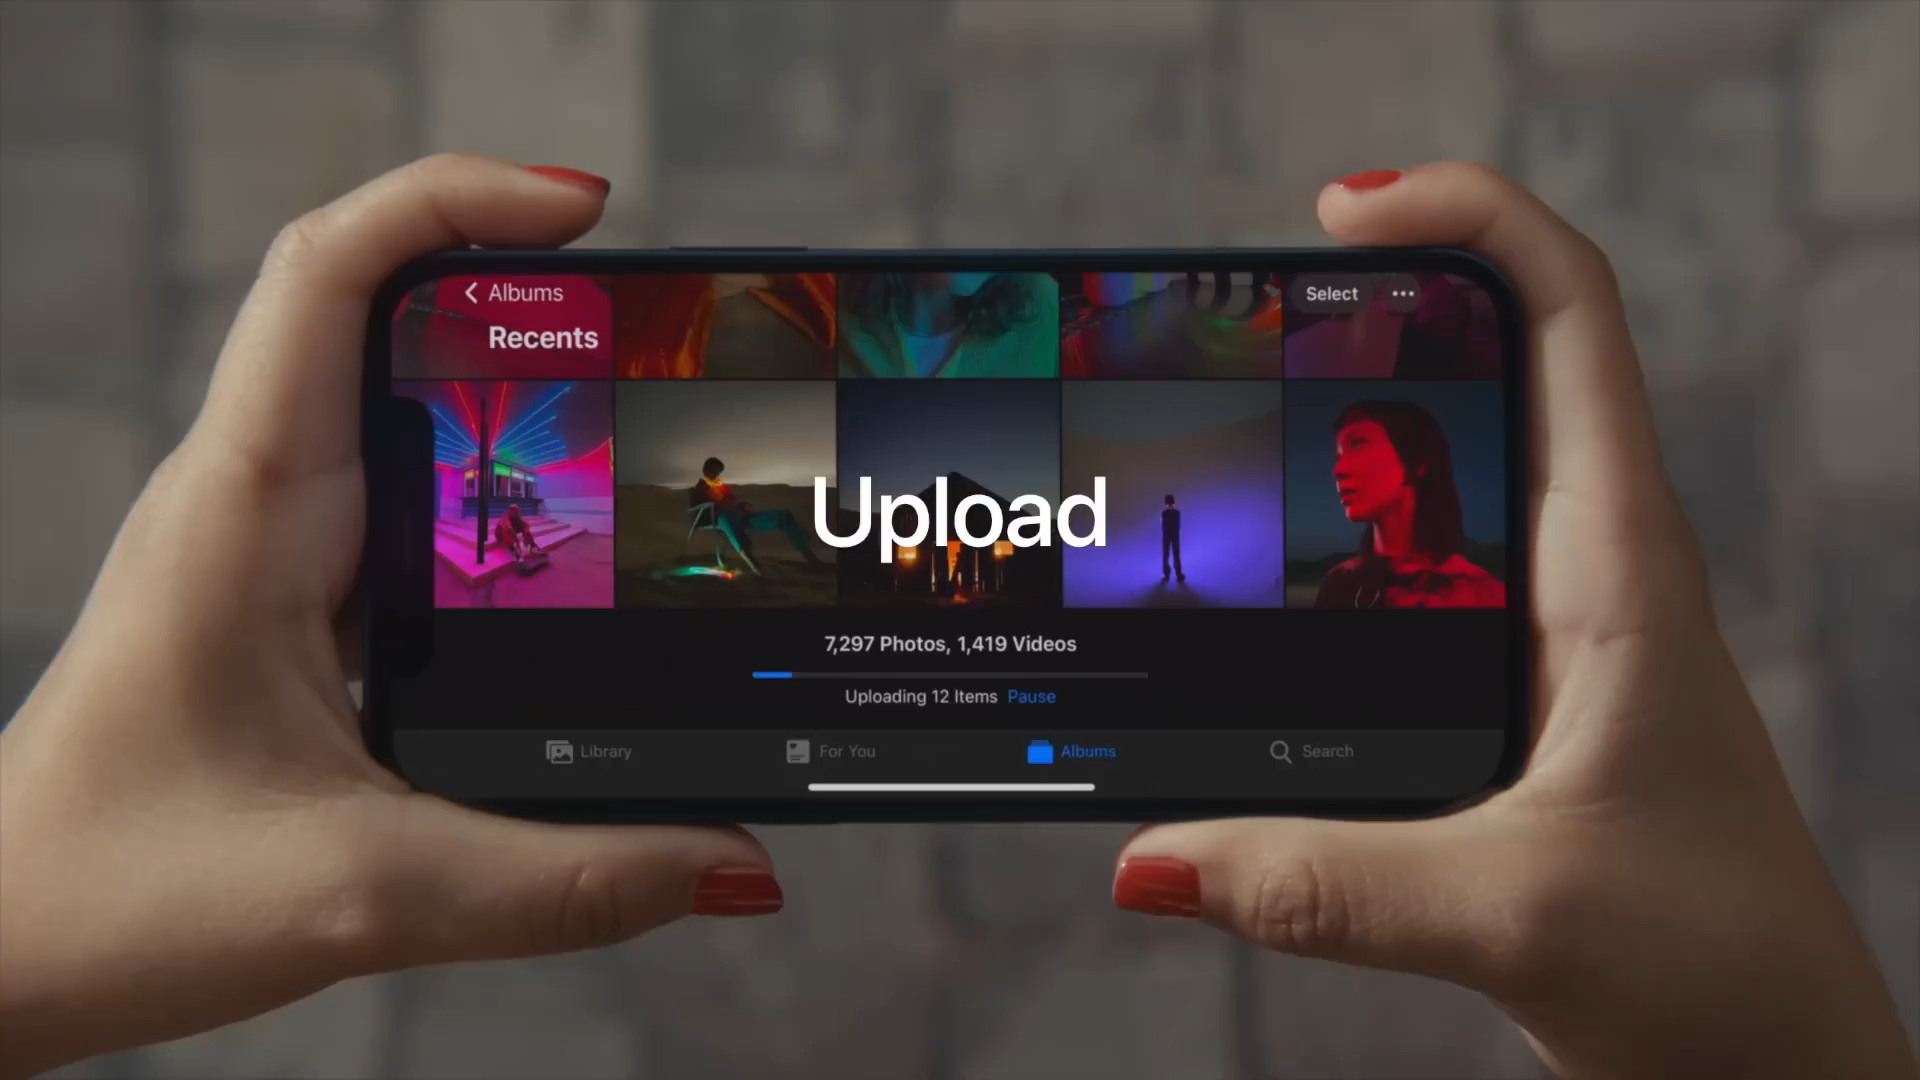 Albums
Select
Recents
Upload
7,297 Photos, 1,419 Videos
Uploading 12 Items Pause
Library
For You
Albums
Search